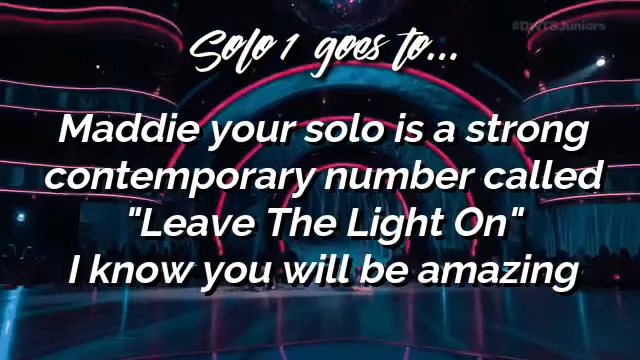 #DWTSJuniors
Solo 1 goes to...
Maddie your solo is a strong
contemporary number called
"Leave The Light On"
I know you will be amazing